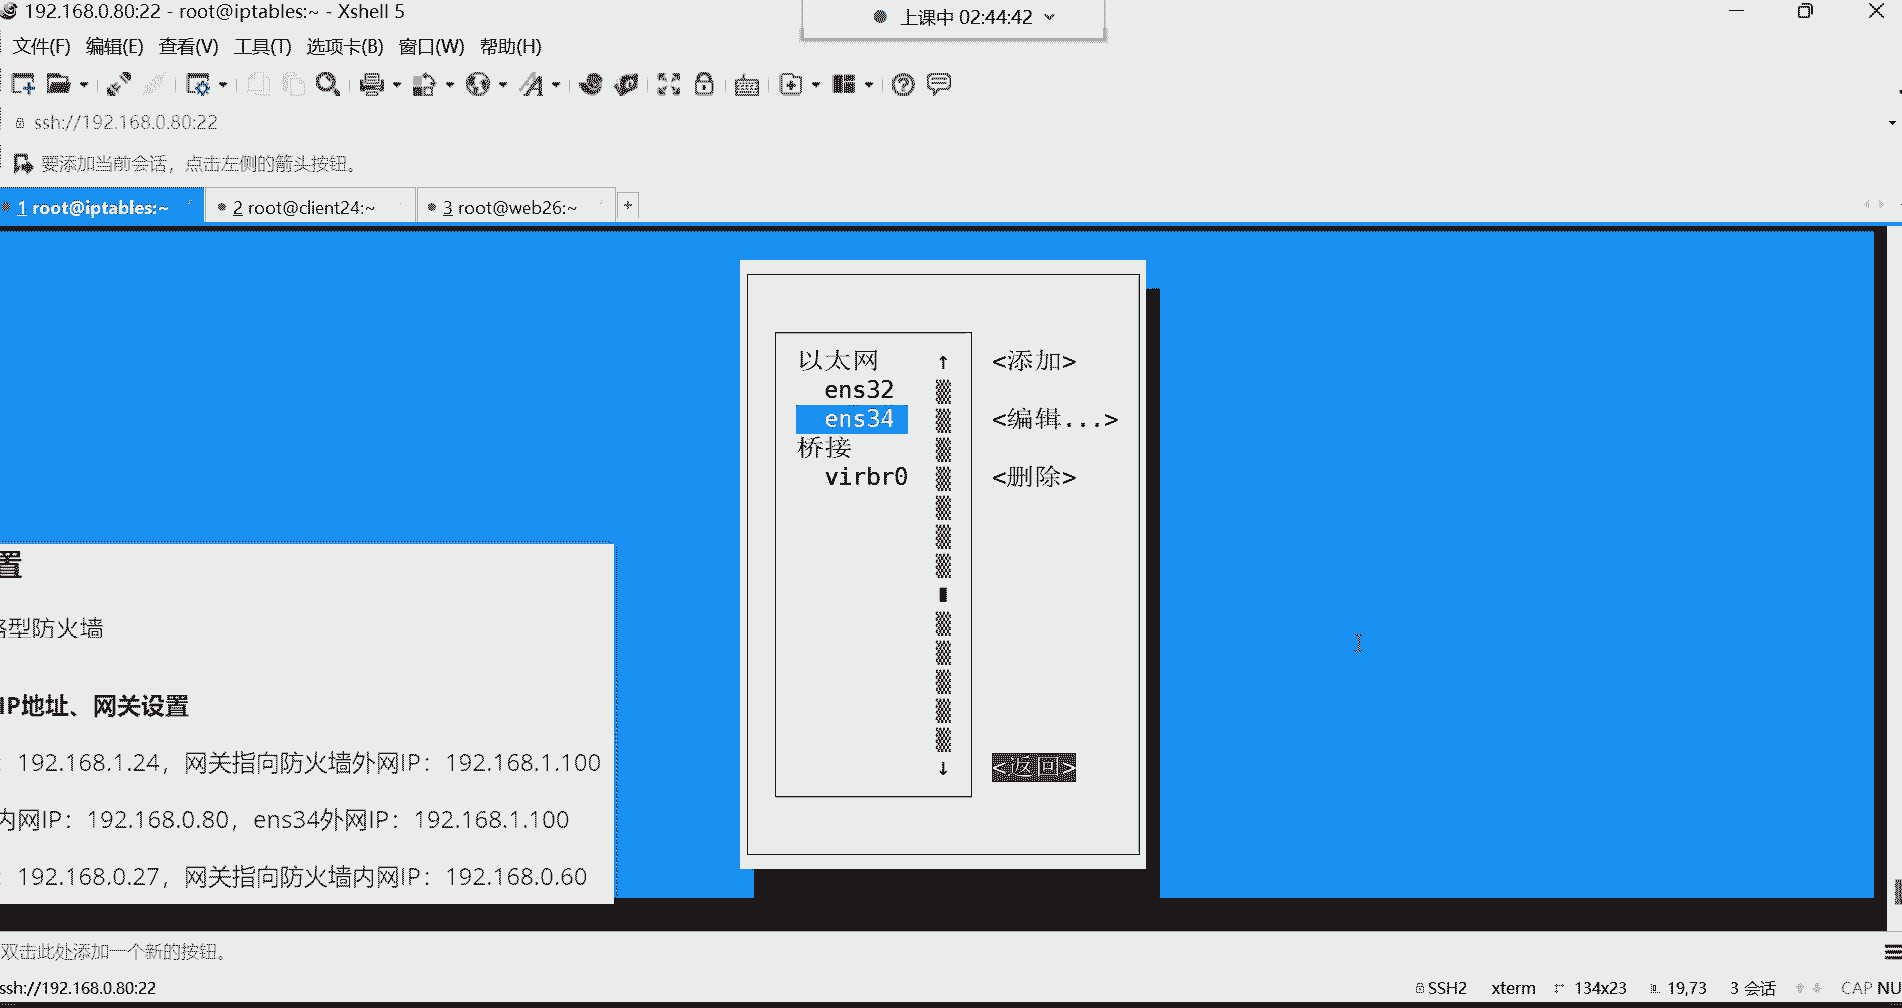 192.168.0.80:22 - root@iptables:~ - Xshell 5
上课中 02:44:42
文件(F) 编辑(E) 查看(V) 工具(T) 选项卡(B) 窗口(W) 帮助(H)
ssh://192.168.0.80:22
要添加当前会话，点击左侧的箭头按钮。
1 root@iptables:~ 2 root@client24:~ 3 root@web26:~ +
以太网 ↑ <添加>
ens32
ens34 <编辑...>
桥接
virbr0 <删除>
↓ <返回>
置
型防火墙
IP地址、网关设置
：192.168.1.24，网关指向防火墙外网IP：192.168.1.100
内网IP：192.168.0.80，ens34外网IP：192.168.1.100
：192.168.0.27，网关指向防火墙内网IP：192.168.0.60
双击此处添加一个新的按钮。
ssh://192.168.0.80:22 SSH2 xterm 134x23 19,73 3 会话 CAP NU